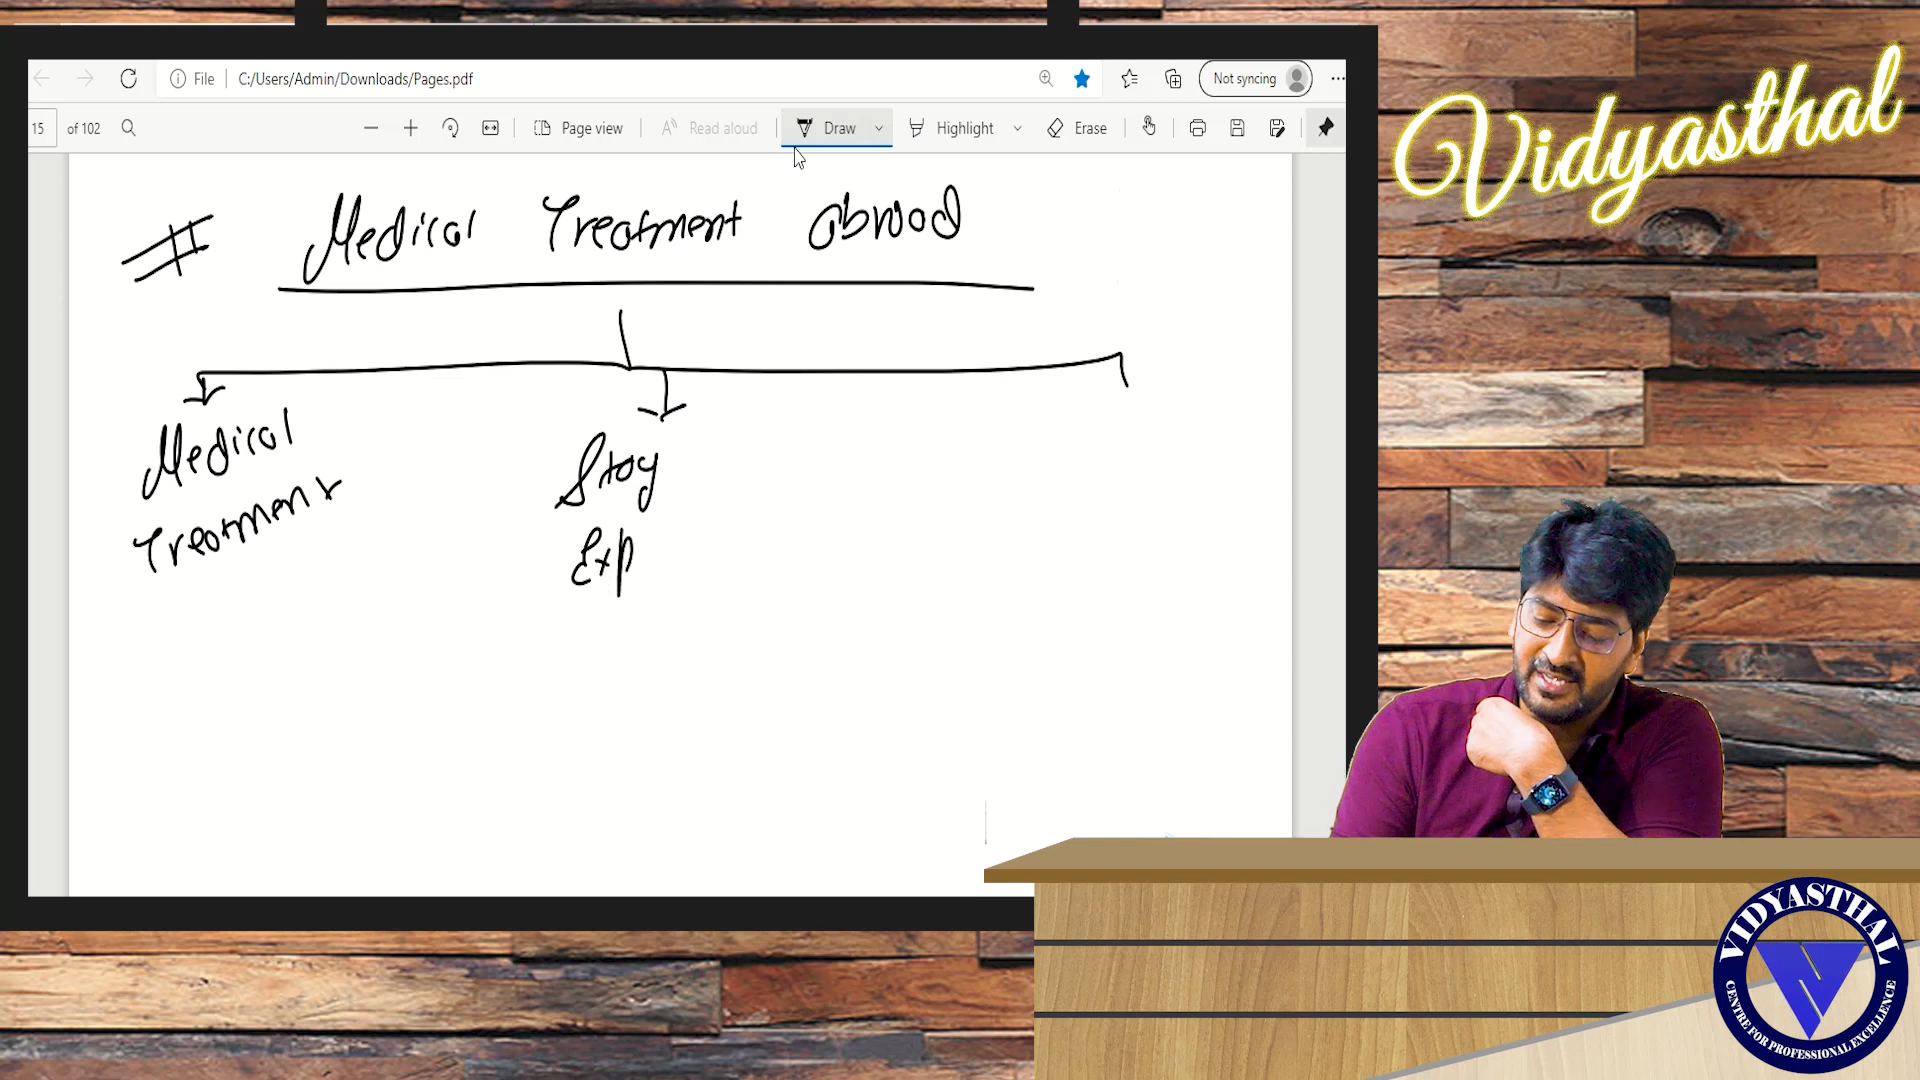 File C:/Users/Admin/Downloads/Pages.pdf Not syncing
15 of 102 Page view Read aloud Draw Highlight Erase
Vidyasthal
# Medical Treatment abroad
Medical
Treatment
Stay
Exp
VIDYASTHAL
CENTRE FOR PROFESSIONAL EXCELLENCE